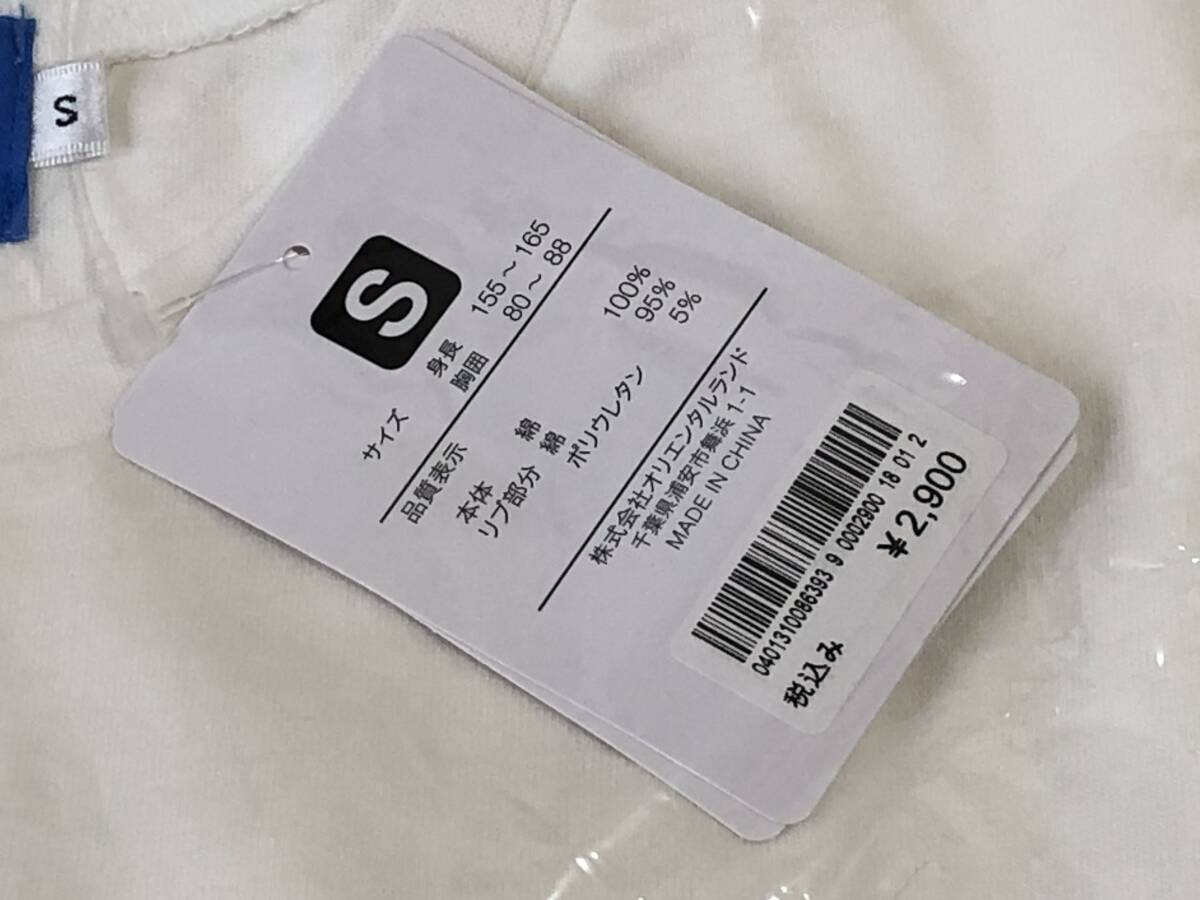 S
S
サイズ 身長 155～165
胸囲 80～ 88
品質表示
本体 綿 100%
リブ部分 綿 95%
ポリウレタン 5%
株式会社オリエンタルランド
千葉県浦安市舞浜 1-1
MADE IN CHINA
0401310086393 9 0002900 18 01 2
税込み ¥2,900